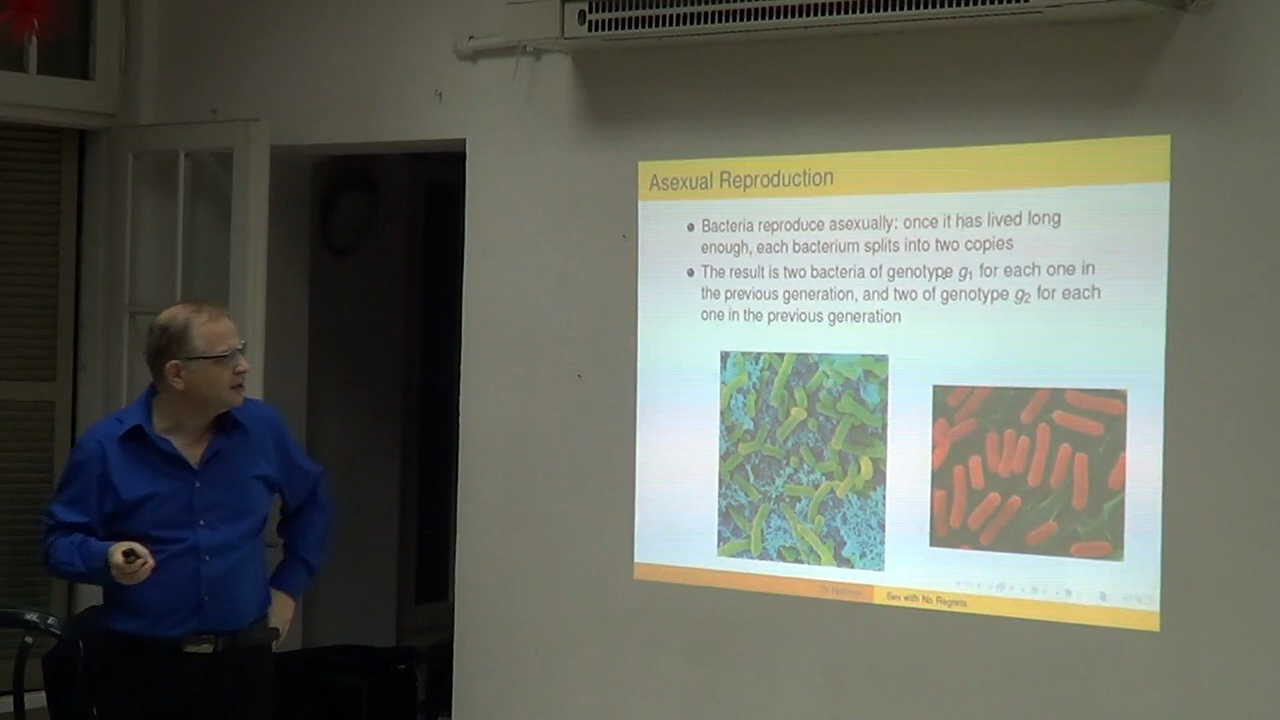 Asexual Reproduction
Bacteria reproduce asexually: once it has lived long
enough, each bacterium splits into two copies
The result is two bacteria of genotype g₁ for each one in
the previous generation, and two of genotype g₂ for each
one in the previous generation
Sex with No Regrets